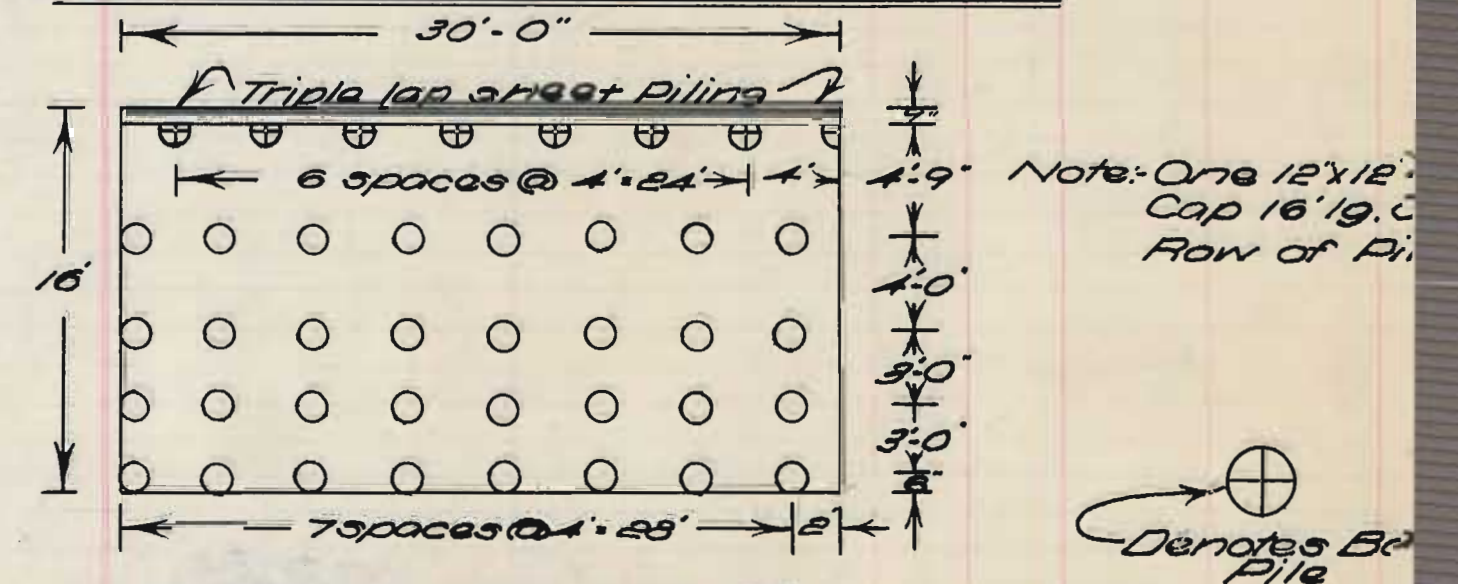 30'-0"
Triple lap sheet Piling
7"
6 spaces @ 4'=24'
4'
4'-9"
Note:- One 12"x12"
Cap 16' lg.
Row of
16'
4'-0"
3'-0"
3'-0"
6"
7 spaces @ 4'=28'
2'
Denotes
Pile